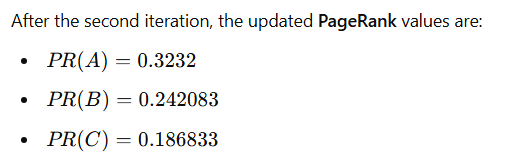 After the second iteration, the updated PageRank values are:
• PR(A) = 0.3232
• PR(B) = 0.242083
• PR(C) = 0.186833